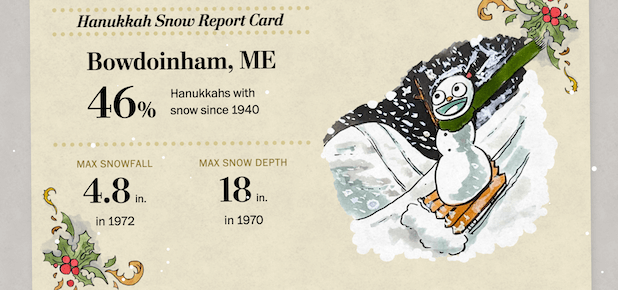 Hanukkah Snow Report Card
Bowdoinham, ME
46% Hanukkahs with
snow since 1940
MAX SNOWFALL
4.8 in.
in 1972
MAX SNOW DEPTH
18 in.
in 1970